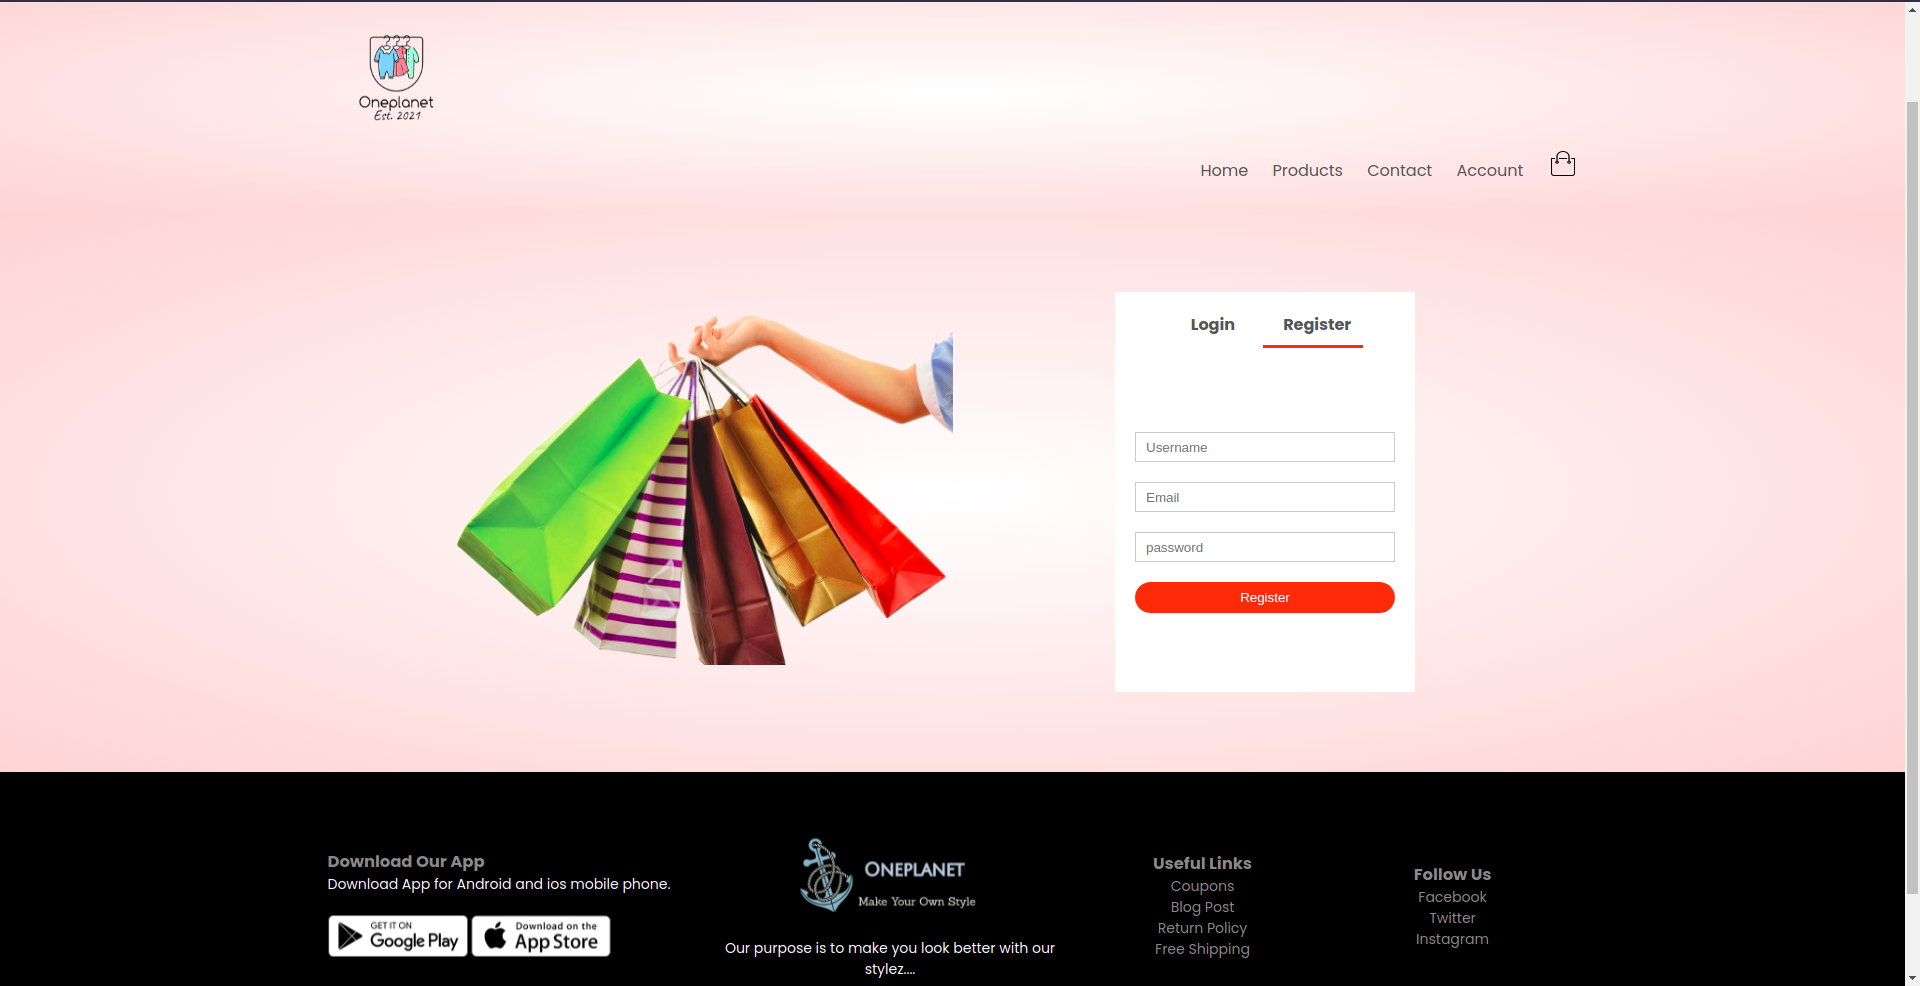 Oneplanet
Est. 2021
Home Products Contact Account
Login Register
Username
Email
password
Register
Download Our App
Download App for Android and ios mobile phone.
GET IT ON
Google Play
Download on the
App Store
ONEPLANET
Make Your Own Style
Our purpose is to make you look better with our
stylez....
Useful Links
Coupons
Blog Post
Return Policy
Free Shipping
Follow Us
Facebook
Twitter
Instagram